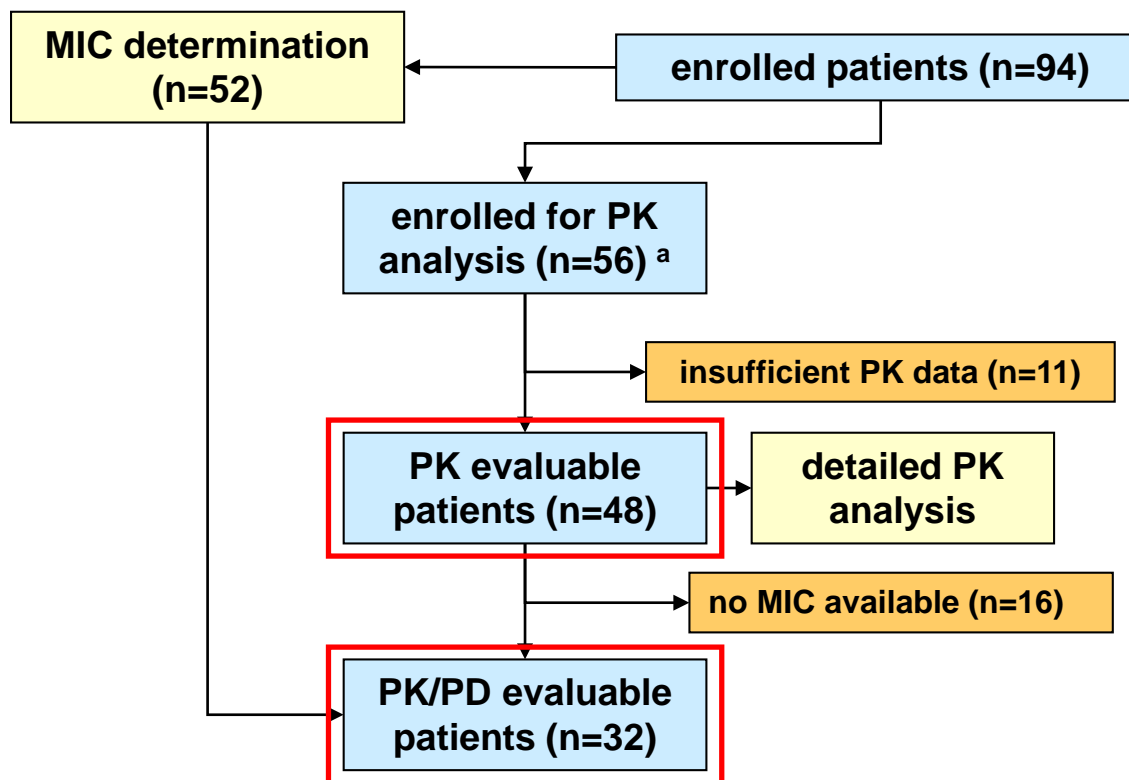 MIC determination
(n=52)
enrolled patients (n=94)
enrolled for PK
analysis (n=56) a
insufficient PK data (n=11)
PK evaluable
patients (n=48)
detailed PK
analysis
no MIC available (n=16)
PK/PD evaluable
patients (n=32)